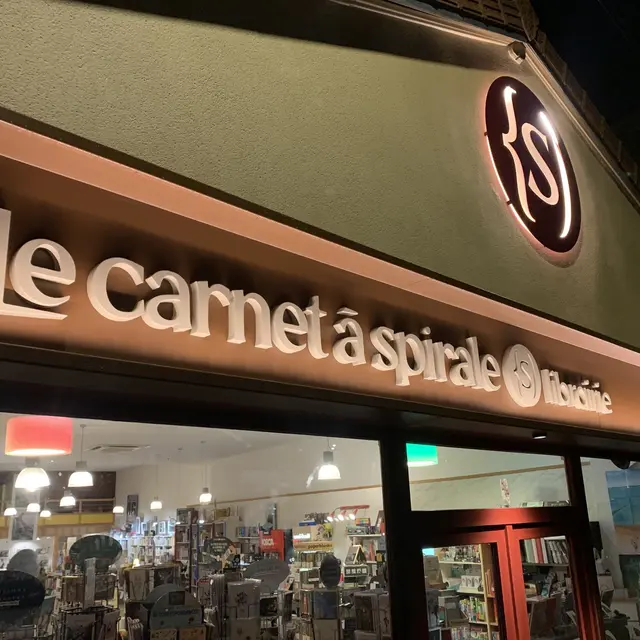 {S}
Le carnet à spirale {S} librairie